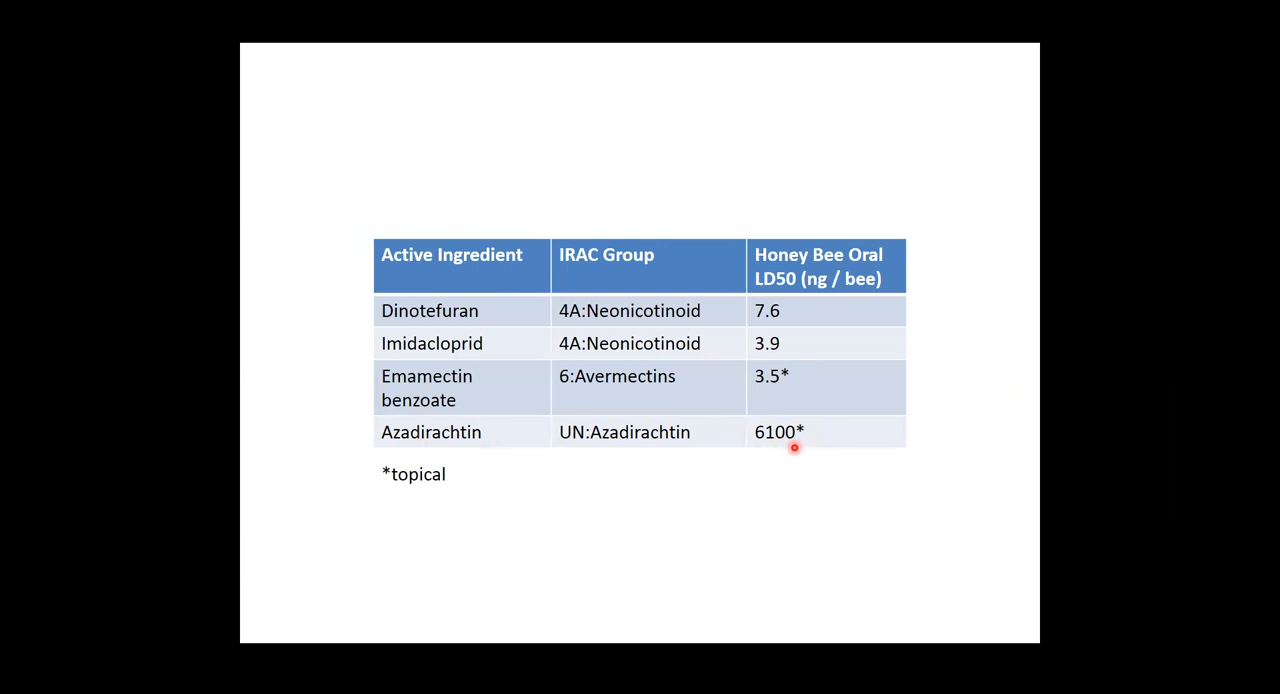 Active Ingredient IRAC Group Honey Bee Oral
LD50 (ng / bee)
Dinotefuran 4A:Neonicotinoid 7.6
Imidacloprid 4A:Neonicotinoid 3.9
Emamectin 6:Avermectins 3.5*
benzoate
Azadirachtin UN:Azadirachtin 6100*
*topical